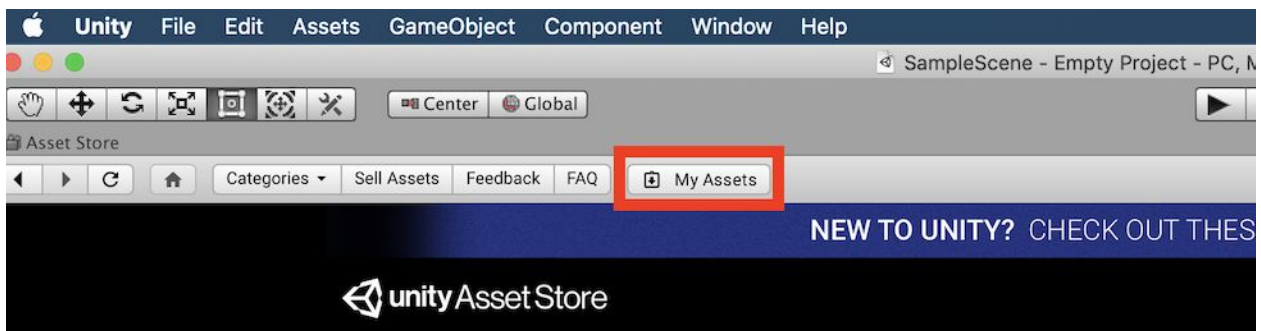 Unity File Edit Assets GameObject Component Window Help
SampleScene - Empty Project - PC,
Center Global
Asset Store
Categories Sell Assets Feedback FAQ My Assets
NEW TO UNITY? CHECK OUT
unity Asset Store